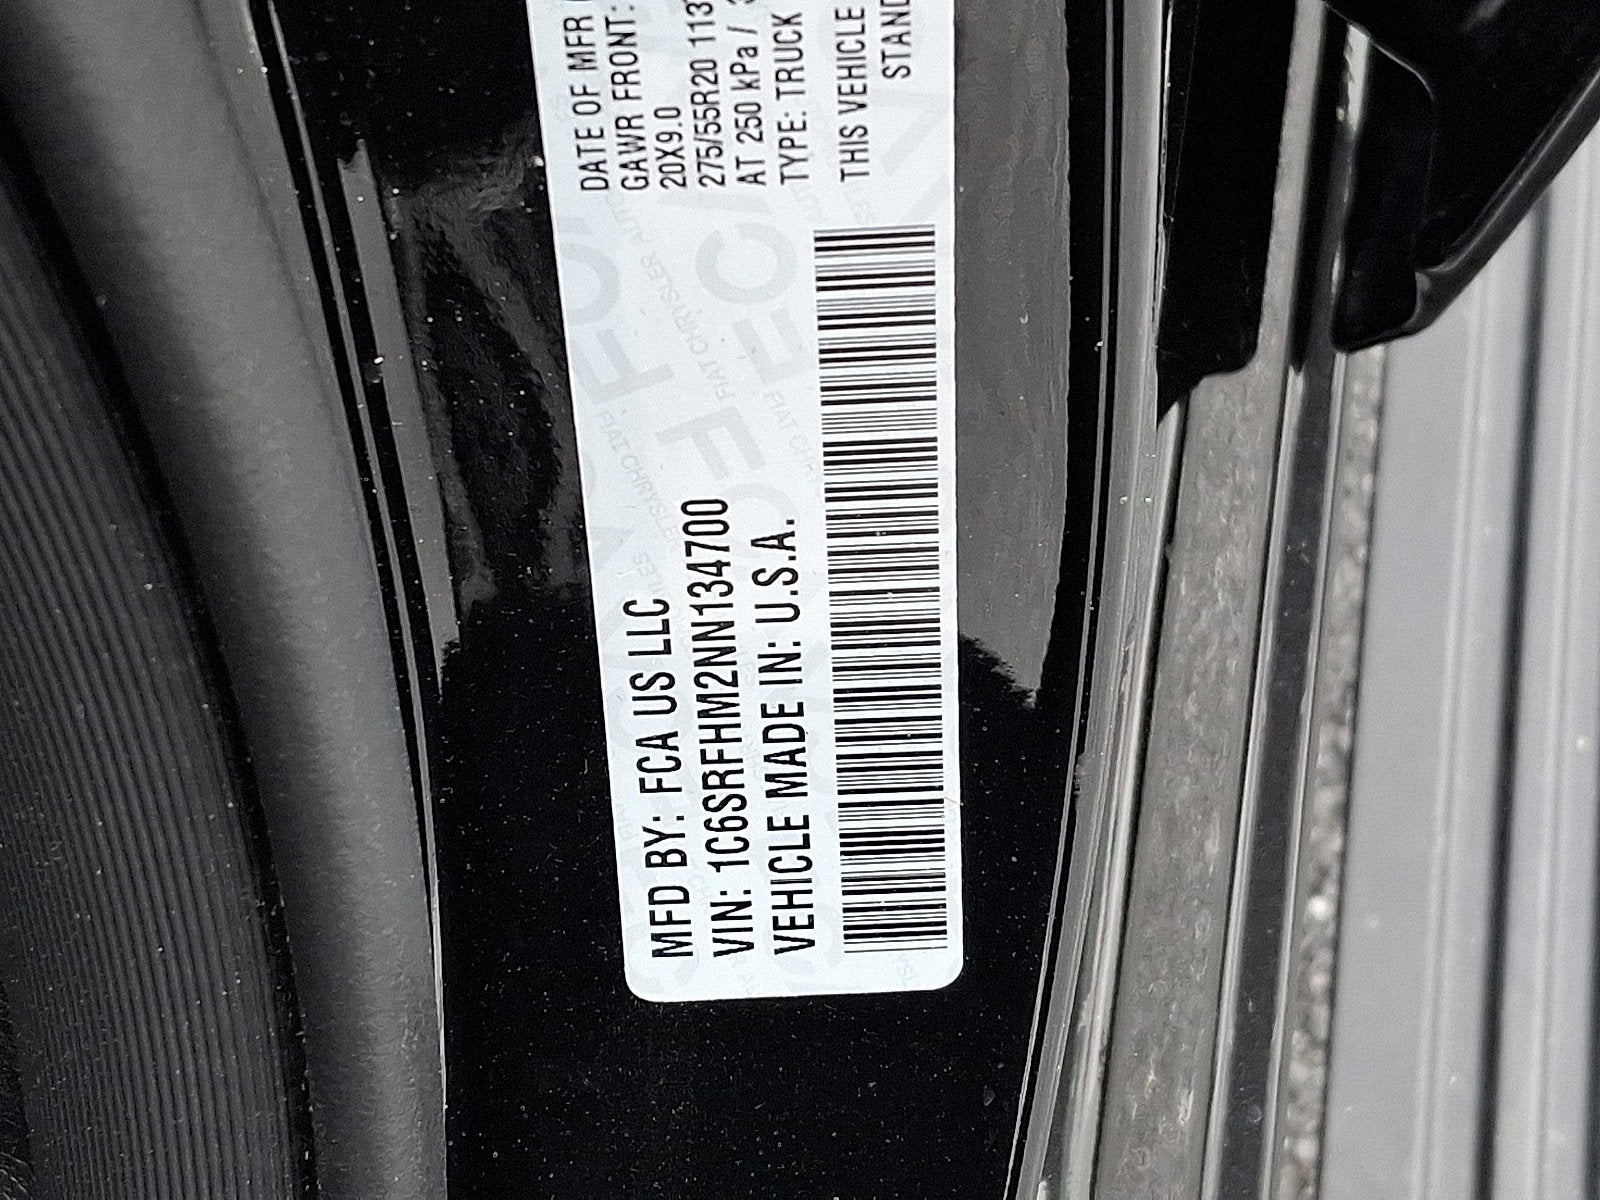 MFD BY: FCA US LLC
VIN: 1C6SRFHM2NN134700
VEHICLE MADE IN: U.S.A.
DATE OF MFR
GAWR FRONT:
20X9.0
275/55R20 113
AT 250 kPa /
TYPE: TRUCK
THIS VEHICLE
STAND